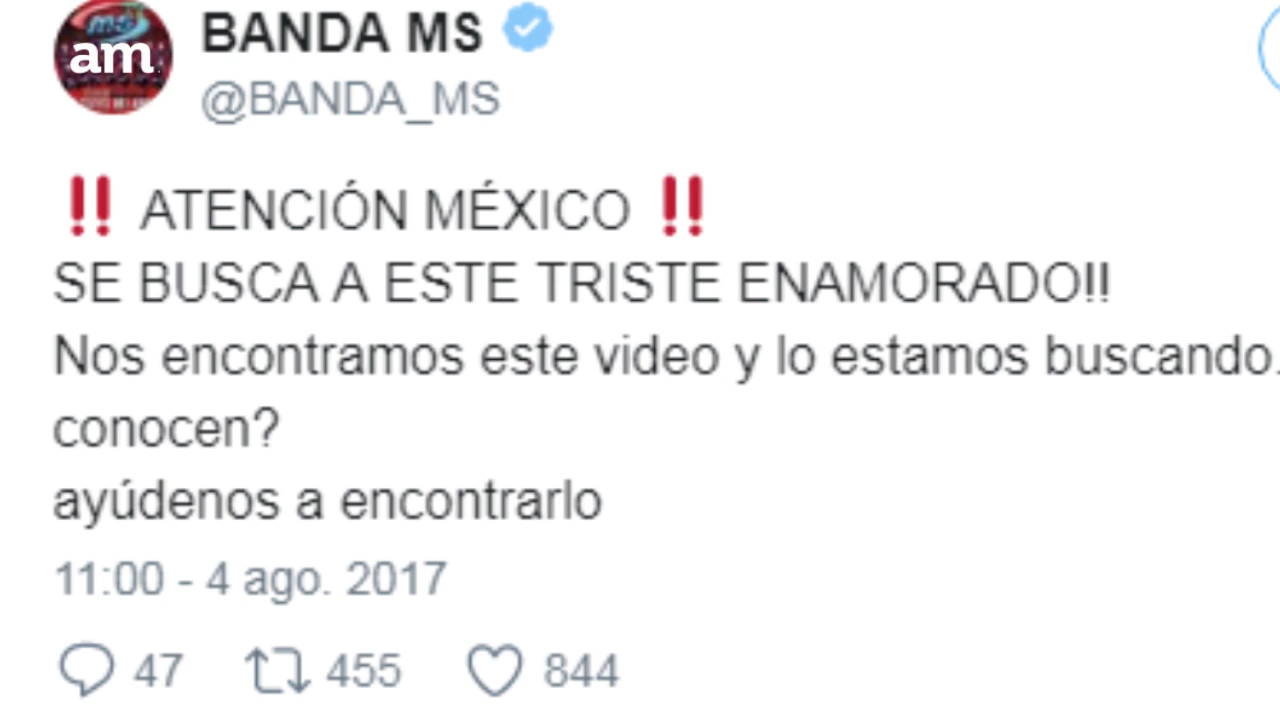 am
BANDA MS
@BANDA_MS
‼ ATENCIÓN MÉXICO ‼
SE BUSCA A ESTE TRISTE ENAMORADO!!
Nos encontramos este video y lo estamos buscando.
conocen?
ayúdenos a encontrarlo
11:00 - 4 ago. 2017
47 455 844